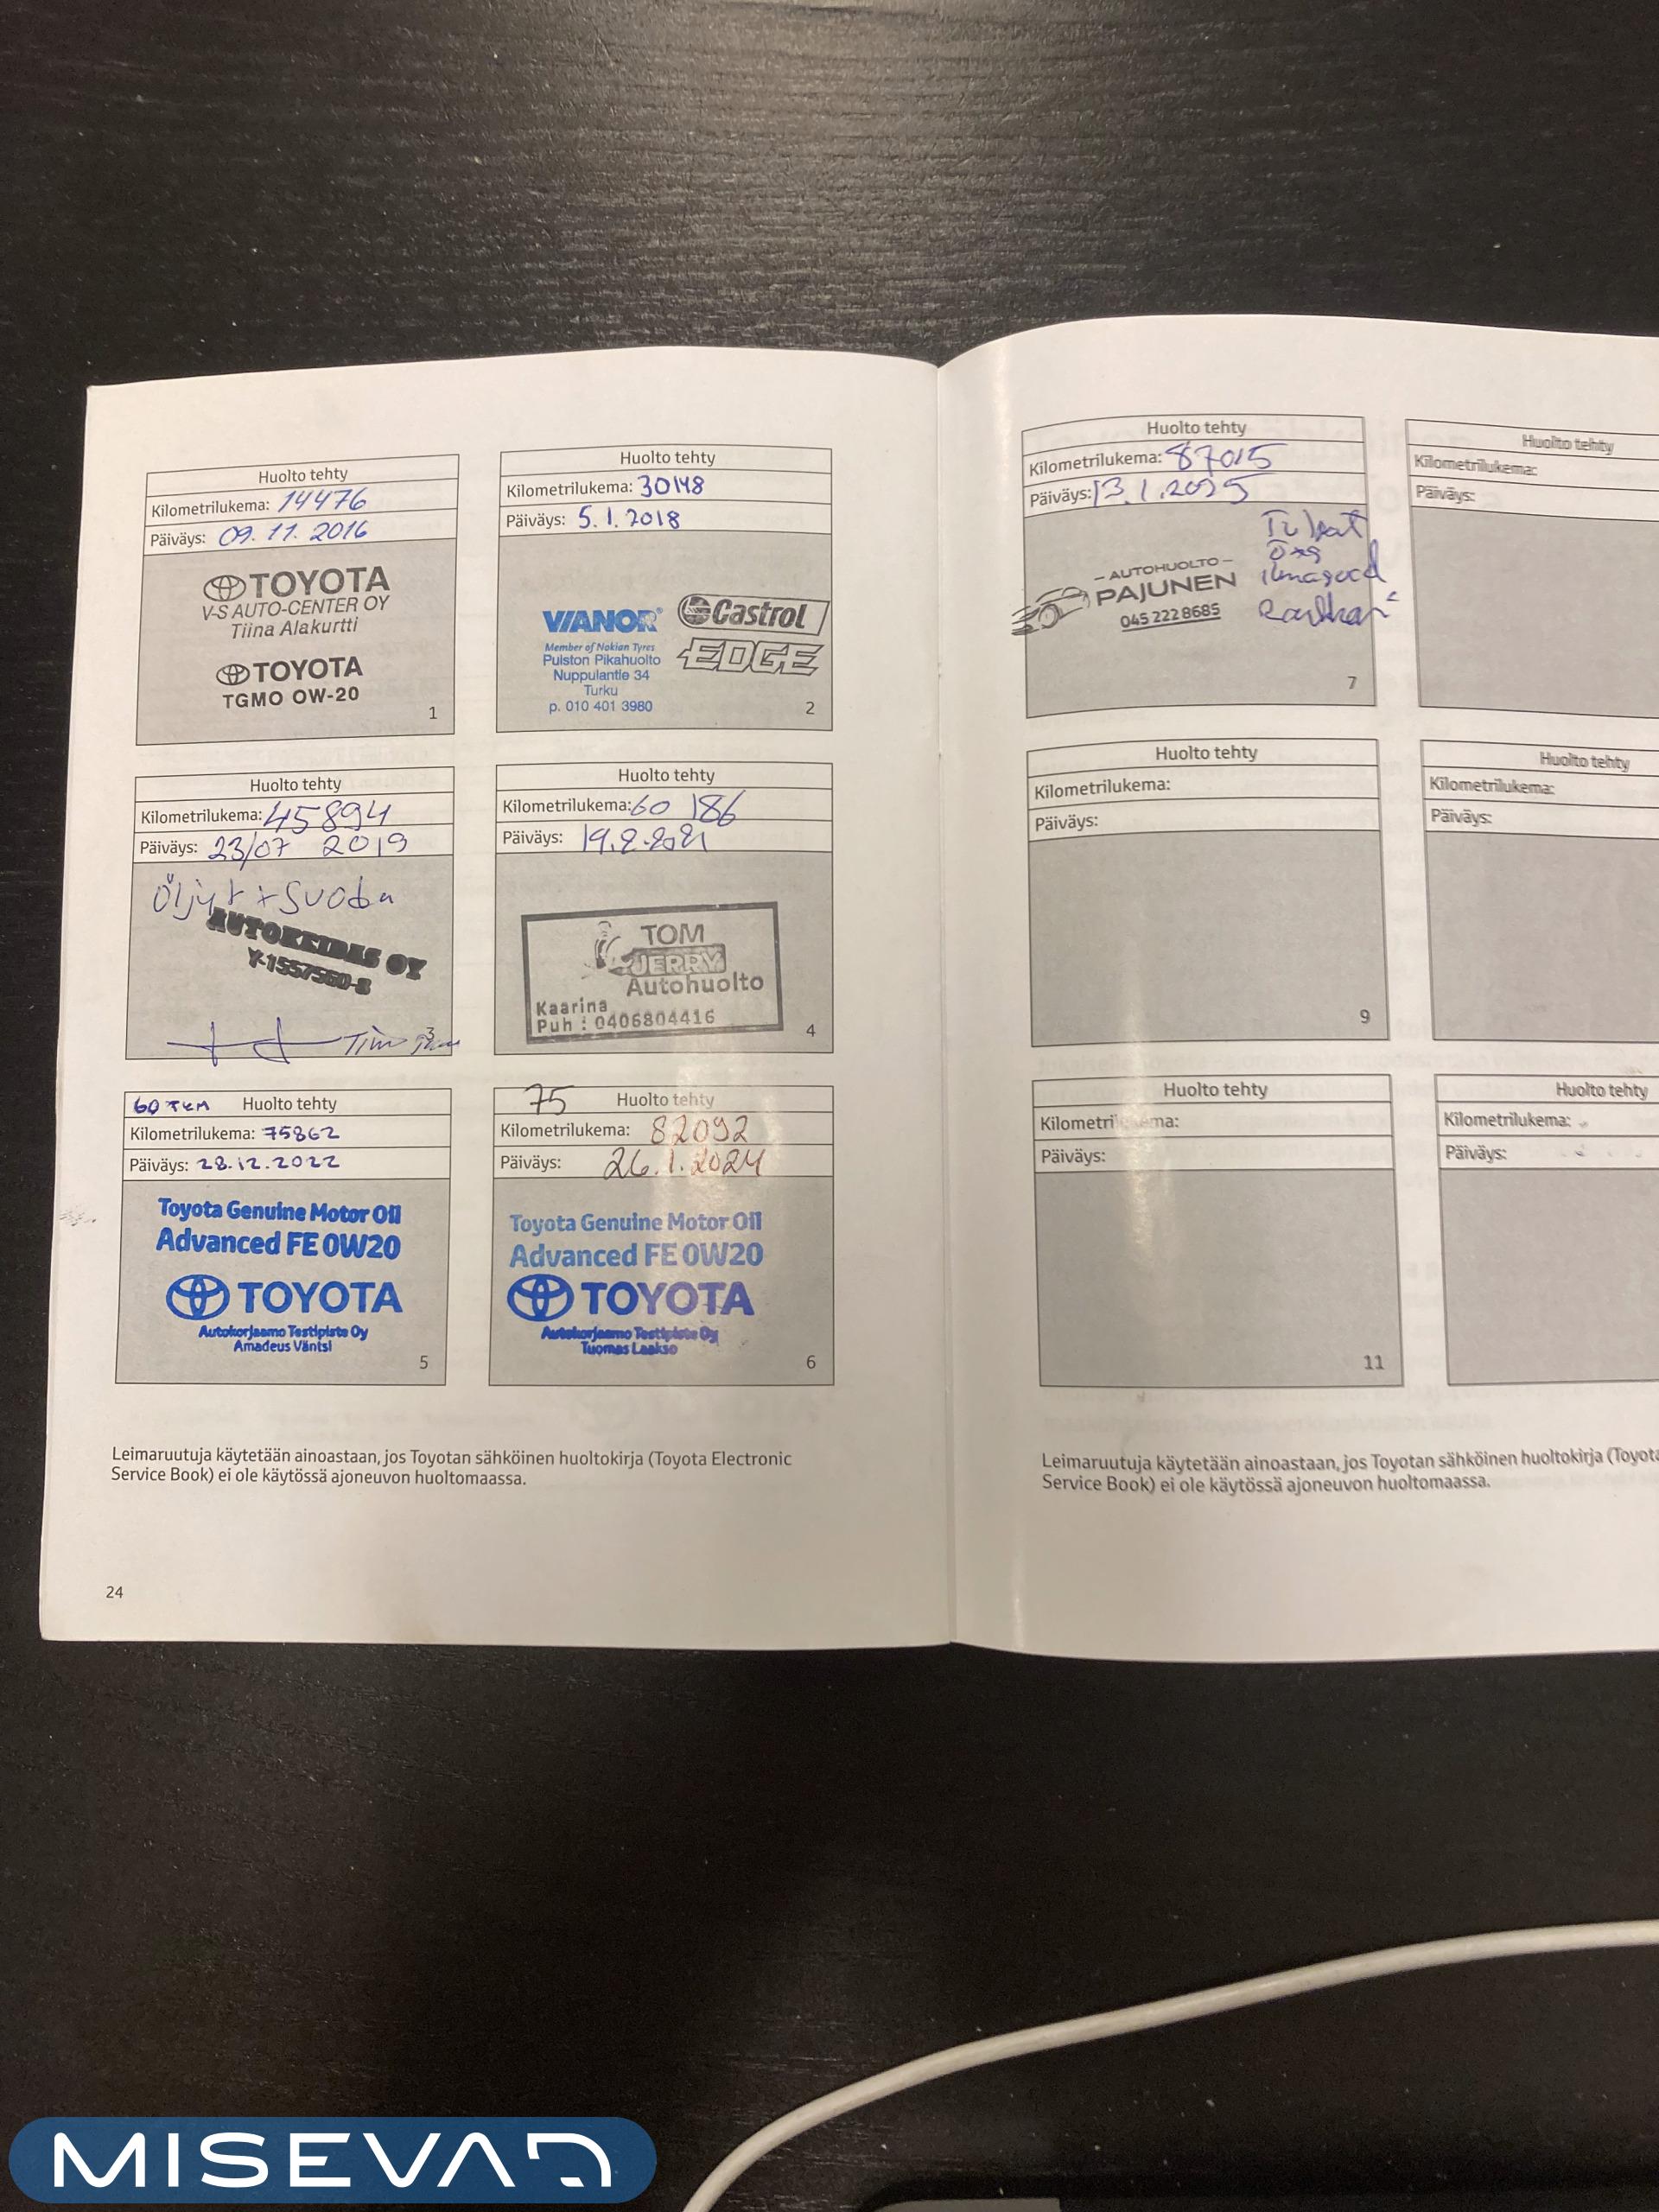 Huolto tehty
Kilometrilukema: 14476
Päiväys: 09.11.2016
TOYOTA
V-S AUTO-CENTER OY
Tiina Alakurtti
TOYOTA
TGMO OW-20
1
Huolto tehty
Kilometrilukema: 30148
Päiväys: 5.1.2018
VIANOR
Member of Nokian Tyres
Pulston Pikahuolto
Nuppulantie 34
Turku
p. 010 401 3980
Castrol
EDGE
2
Huolto tehty
Kilometrilukema: 45894
Päiväys: 23/07 2019
Öljyt + Suoda
AUTOKEIDAS OY
Y-1557560-8
3
Huolto tehty
Kilometrilukema: 60 186
Päiväys: 19.2.2021
TOM
JERRY
Autohuolto
Kaarina
Puh : 0406804416
4
60 TKM Huolto tehty
Kilometrilukema: 75862
Päiväys: 28.12.2022
Toyota Genuine Motor Oil
Advanced FE 0W20
TOYOTA
Autokorjaamo Testipiste Oy
Amadeus Väntsi
5
75 Huolto tehty
Kilometrilukema: 82092
Päiväys: 26.1.2024
Toyota Genuine Motor Oil
Advanced FE 0W20
TOYOTA
Autokorjaamo Testipiste Oy
Tuomas Laakso
6
Leimaruutuja käytetään ainoastaan, jos Toyotan sähköinen huoltokirja (Toyota Electronic
Service Book) ei ole käytössä ajoneuvon huoltomaassa.
24
Huolto tehty
Kilometrilukema: 87015
Päiväys: 13.1.2025
– AUTOHUOLTO –
PAJUNEN
045 222 8685
7
Huolto tehty
Kilometrilukema:
Päiväys:
Huolto tehty
Kilometrilukema:
Päiväys:
9
Huolto tehty
Kilometrilukema:
Päiväys:
Huolto tehty
Kilometrilukema:
Päiväys:
11
Huolto tehty
Kilometrilukema:
Päiväys:
Leimaruutuja käytetään ainoastaan, jos Toyotan sähköinen huoltokirja (Toyota
Service Book) ei ole käytössä ajoneuvon huoltomaassa.
MISEVAD